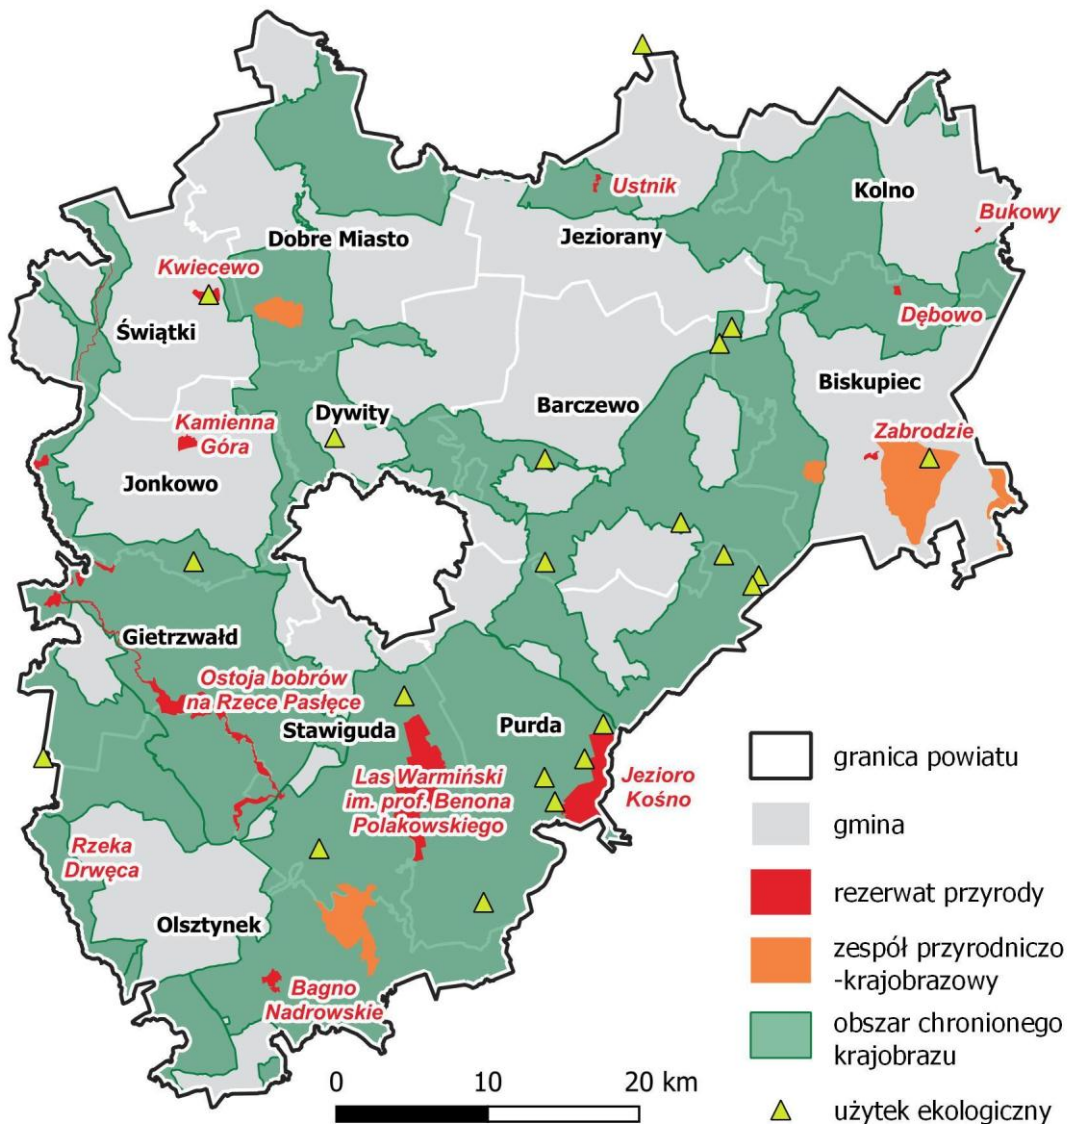 Ustnik
Kolno
Bukowy
Dobre Miasto
Jeziorany
Kwiecewo
Świątki
Dębowo
Biskupiec
Dywity
Barczewo
Kamienna
Góra
Zabrodzie
Jonkowo
Gietrzwałd
Ostoja bobrów
na Rzece Pasłęce
Stawiguda
Purda
Las Warmiński
im. prof. Benona
Polakowskiego
Jezioro
Kośno
Rzeka
Drwęca
Olsztynek
Bagno
Nadrowskie
granica powiatu
gmina
rezerwat przyrody
zespół przyrodniczo
-krajobrazowy
obszar chronionego
krajobrazu
użytek ekologiczny
0 10 20 km